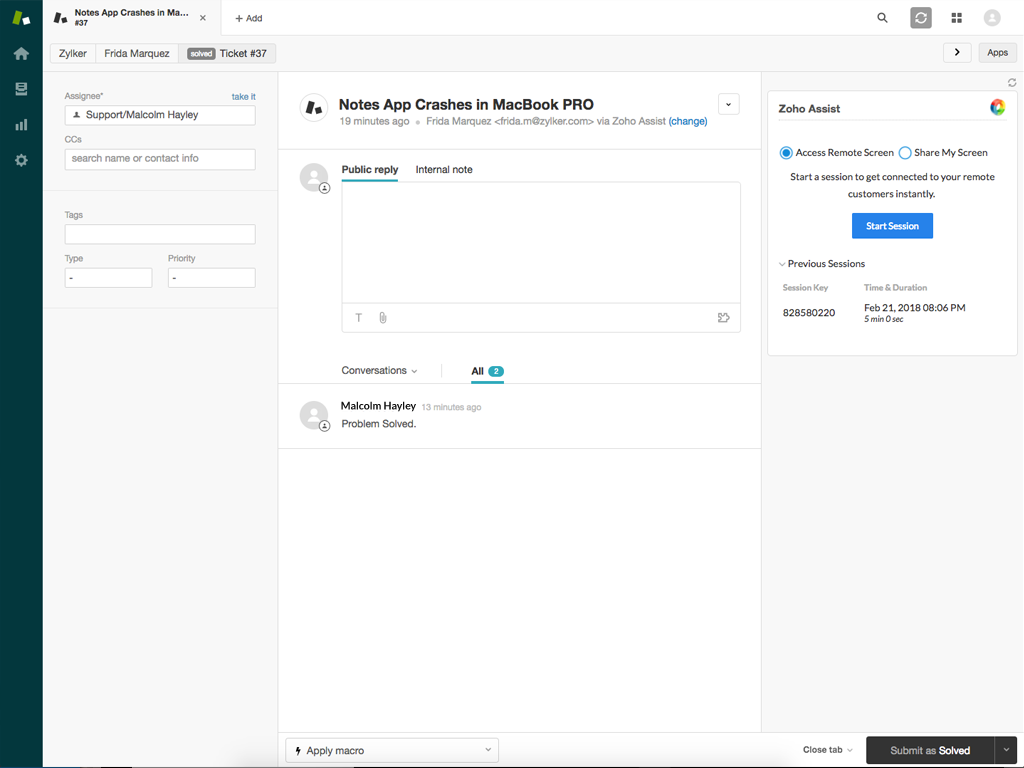 Notes App Crashes in Ma...
#37
+ Add
Zylker
Frida Marquez
solved Ticket #37
Apps
Assignee*
take it
Support/Malcolm Hayley
CCs
search name or contact info
Tags
Type
Priority
-
-
Notes App Crashes in MacBook PRO
19 minutes ago • Frida Marquez <frida.m@zylker.com> via Zoho Assist (change)
Public reply
Internal note
T
Conversations
All 2
Malcolm Hayley 13 minutes ago
Problem Solved.
Zoho Assist
Access Remote Screen
Share My Screen
Start a session to get connected to your remote
customers instantly.
Start Session
Previous Sessions
Session Key
Time & Duration
828580220
Feb 21, 2018 08:06 PM
5 min 0 sec
Apply macro
Close tab
Submit as Solved